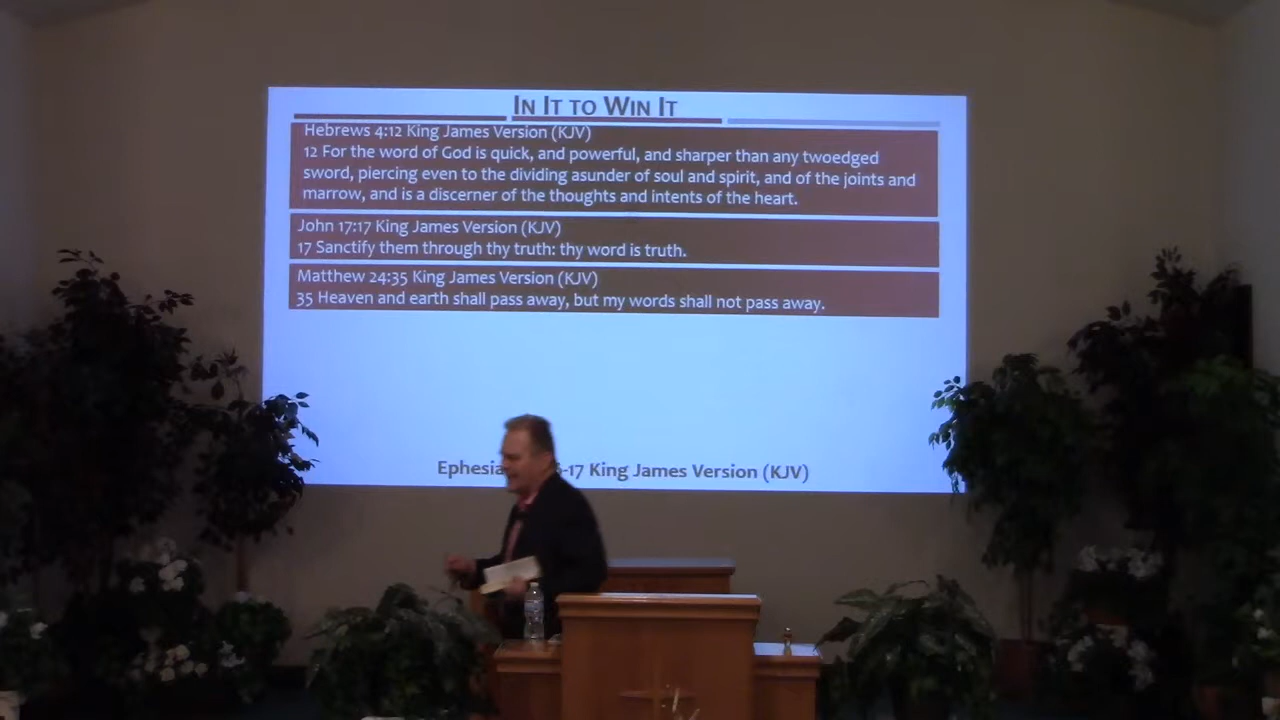 IN IT TO WIN IT
Hebrews 4:12 King James Version (KJV)
12 For the word of God is quick, and powerful, and sharper than any twoedged
sword, piercing even to the dividing asunder of soul and spirit, and of the joints and
marrow, and is a discerner of the thoughts and intents of the heart.
John 17:17 King James Version (KJV)
17 Sanctify them through thy truth: thy word is truth.
Matthew 24:35 King James Version (KJV)
35 Heaven and earth shall pass away, but my words shall not pass away.
Ephesia -17 King James Version (KJV)